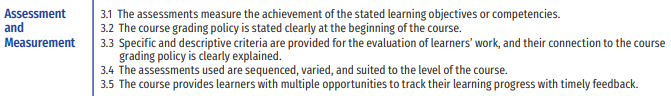 Assessment
and
Measurement
3.1 The assessments measure the achievement of the stated learning objectives or competencies.
3.2 The course grading policy is stated clearly at the beginning of the course.
3.3 Specific and descriptive criteria are provided for the evaluation of learners' work, and their connection to the course
grading policy is clearly explained.
3.4 The assessments used are sequenced, varied, and suited to the level of the course.
3.5 The course provides learners with multiple opportunities to track their learning progress with timely feedback.